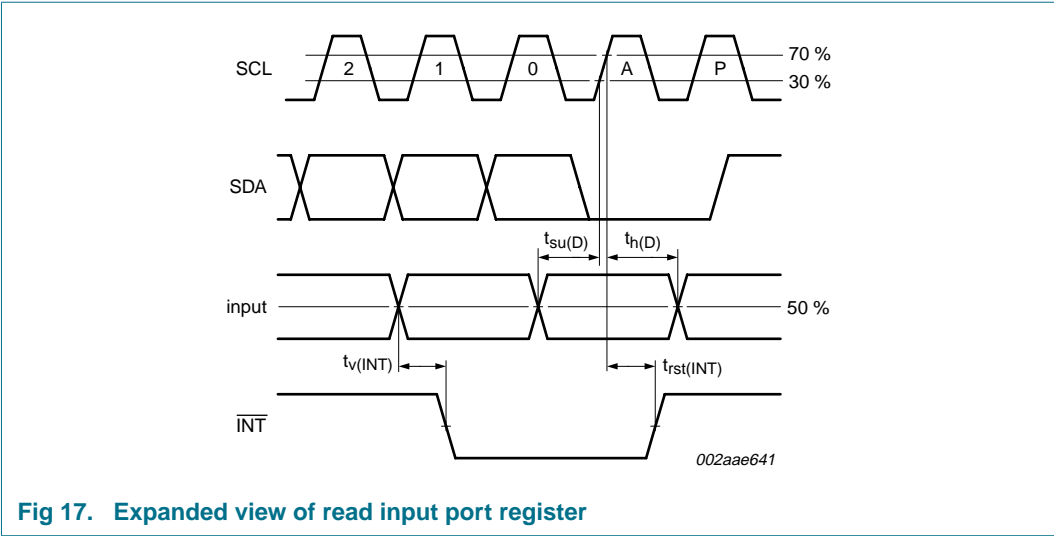 SCL
2 1 0 A P
70 %
30 %
SDA
tsu(D) th(D)
input
50 %
tv(INT) trst(INT)
INT
002aae641
Fig 17. Expanded view of read input port register